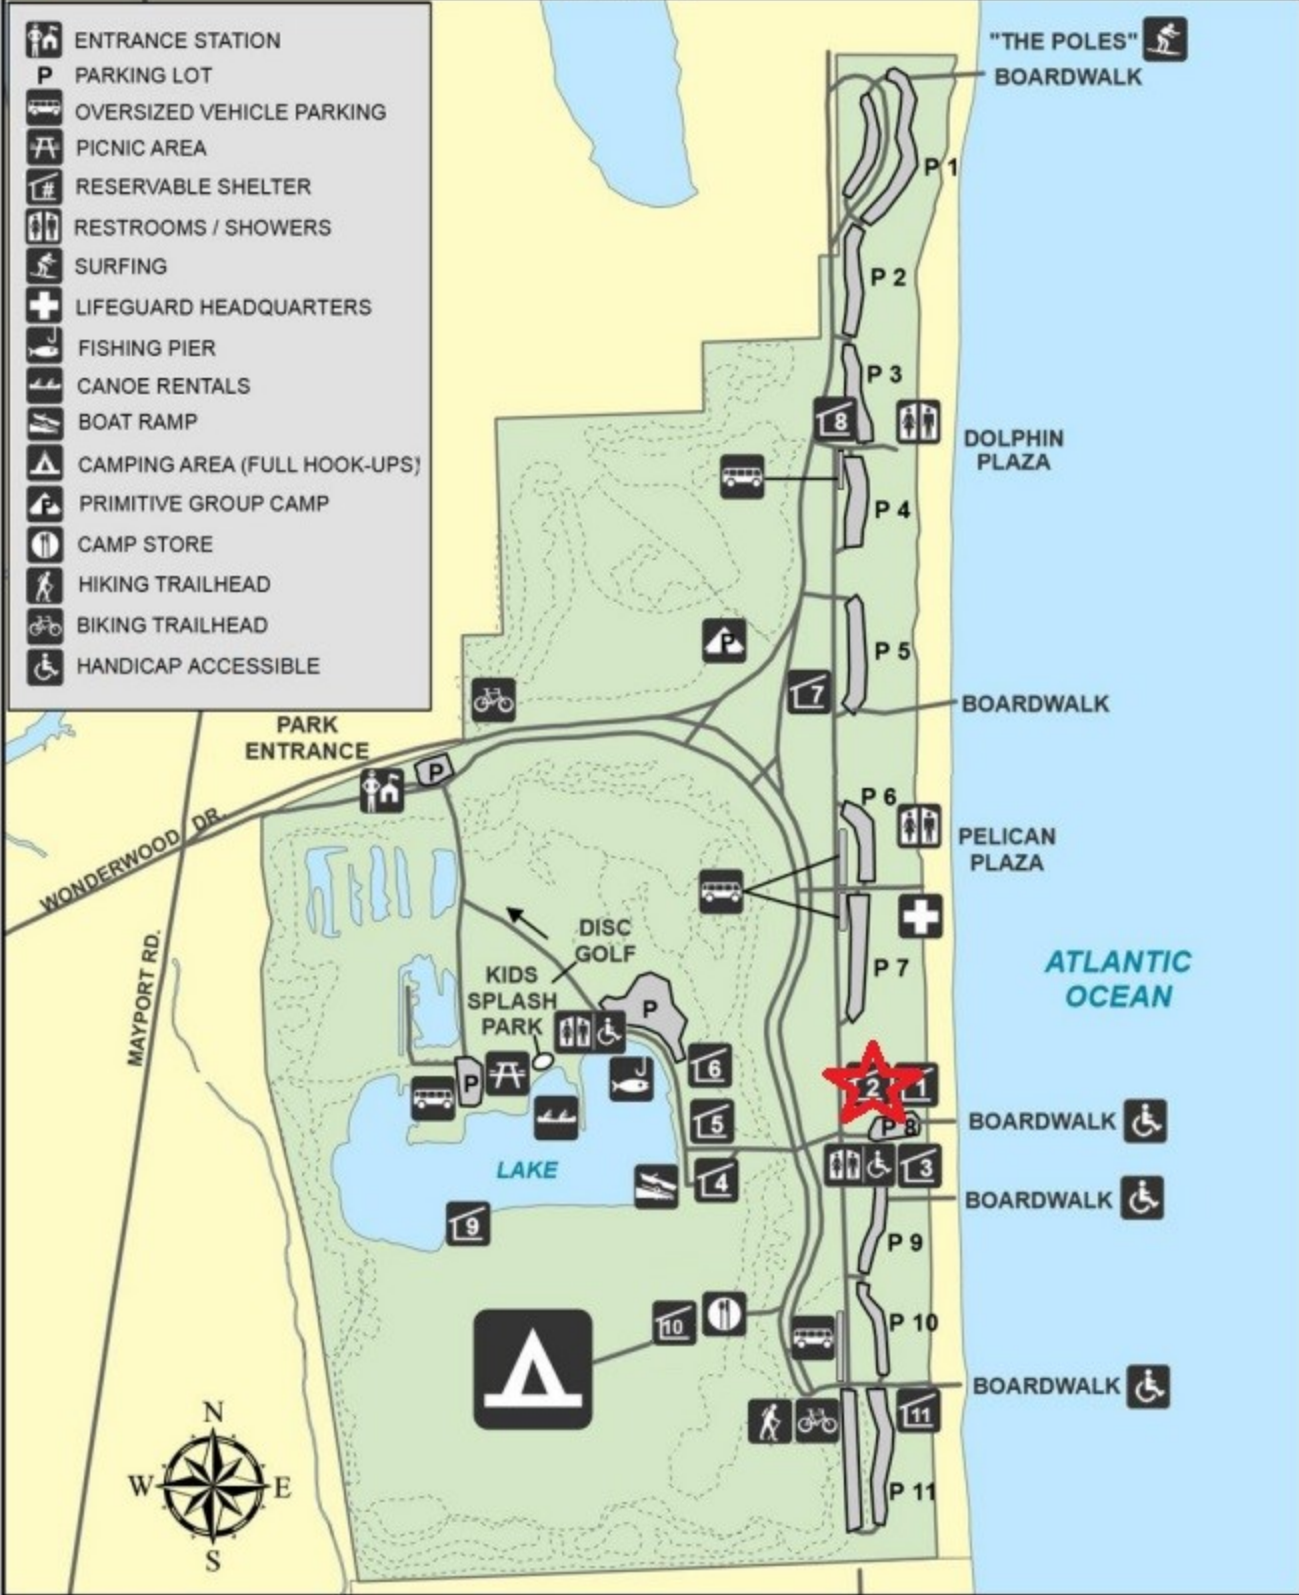 ENTRANCE STATION
P PARKING LOT
OVERSIZED VEHICLE PARKING
PICNIC AREA
# RESERVABLE SHELTER
RESTROOMS / SHOWERS
SURFING
LIFEGUARD HEADQUARTERS
FISHING PIER
CANOE RENTALS
BOAT RAMP
CAMPING AREA (FULL HOOK-UPS)
P PRIMITIVE GROUP CAMP
CAMP STORE
HIKING TRAILHEAD
BIKING TRAILHEAD
HANDICAP ACCESSIBLE
"THE POLES"
BOARDWALK
P 1
P 2
P 3
8
DOLPHIN
PLAZA
P 4
P
P 5
7
BOARDWALK
PARK
ENTRANCE
P
P 6
PELICAN
PLAZA
WONDERWOOD DR.
MAYPORT RD.
DISC
GOLF
KIDS
SPLASH
PARK
P
P 7
ATLANTIC
OCEAN
6
P
2
1
5
P 8
BOARDWALK
LAKE
4
3
BOARDWALK
9
P 9
10
P 10
BOARDWALK
11
P 11
N
W
E
S